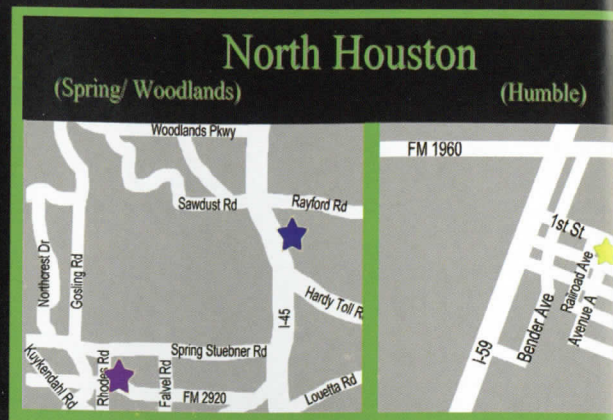 North Houston
(Spring/ Woodlands)
(Humble)
Woodlands Pkwy
Sawdust Rd
Rayford Rd
Northcrest Dr
Gosling Rd
Hardy Toll R
I-45
Kuykendahl Rd
Rhodes Rd
Spring Stuebner Rd
Falvel Rd
FM 2920
Louetta Rd
FM 1960
1st St.
Railroad Ave
Avenue A
Bender Ave
I-59